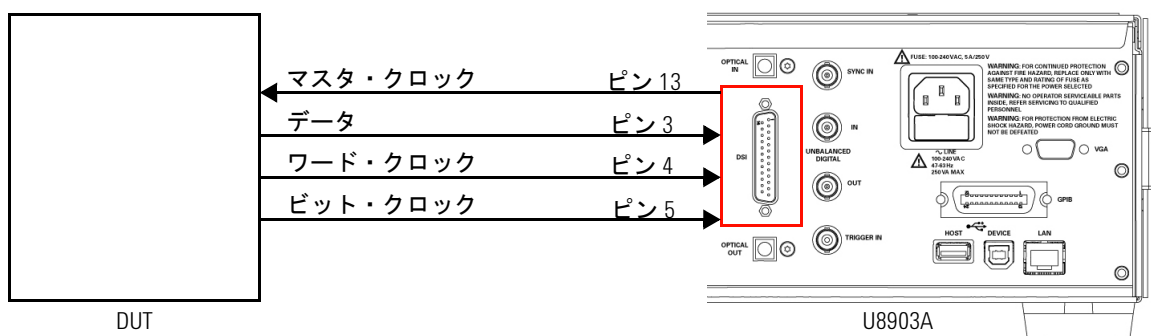 マスタ・クロック ピン 13
データ ピン 3
ワード・クロック ピン 4
ビット・クロック ピン 5
DUT
OPTICAL
IN
SYNC IN
DSI
IN
UNBALANCED
DIGITAL
OUT
OPTICAL
OUT
TRIGGER IN
FUSE: 100-240VAC, 5A/250V
WARNING: FOR CONTINUED PROTECTION
AGAINST FIRE HAZARD, REPLACE ONLY WITH
SAME TYPE AND RATING OF FUSE AS
SPECIFIED FOR THE POWER SELECTED
WARNING: NO OPERATOR SERVICEABLE PARTS
INSIDE, REFER SERVICING TO QUALIFIED
PERSONNEL
WARNING: FOR PROTECTION FROM ELECTRIC
SHOCK HAZARD, POWER CORD GROUND MUST
NOT BE DEFEATED
~ LINE
100-240 VAC
47-63Hz
250 VA MAX
VGA
GPIB
HOST
DEVICE
LAN
U8903A